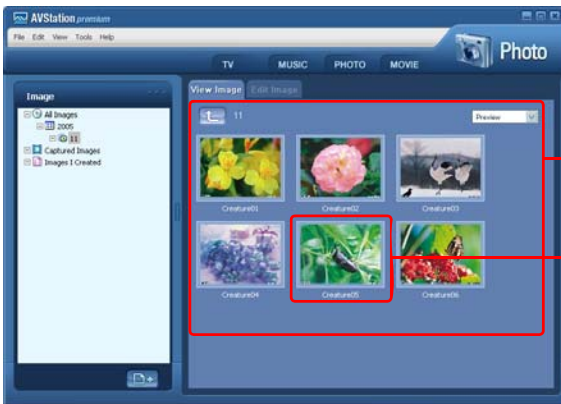 AVStation premium
File Edit View Tools Help
Photo
TV MUSIC PHOTO MOVIE
Image
View Image Edit Image
All Images
2005
11
Captured Images
Images I Created
11
Preview
Creature01 Creature02 Creature03
Creature04 Creature05 Creature06